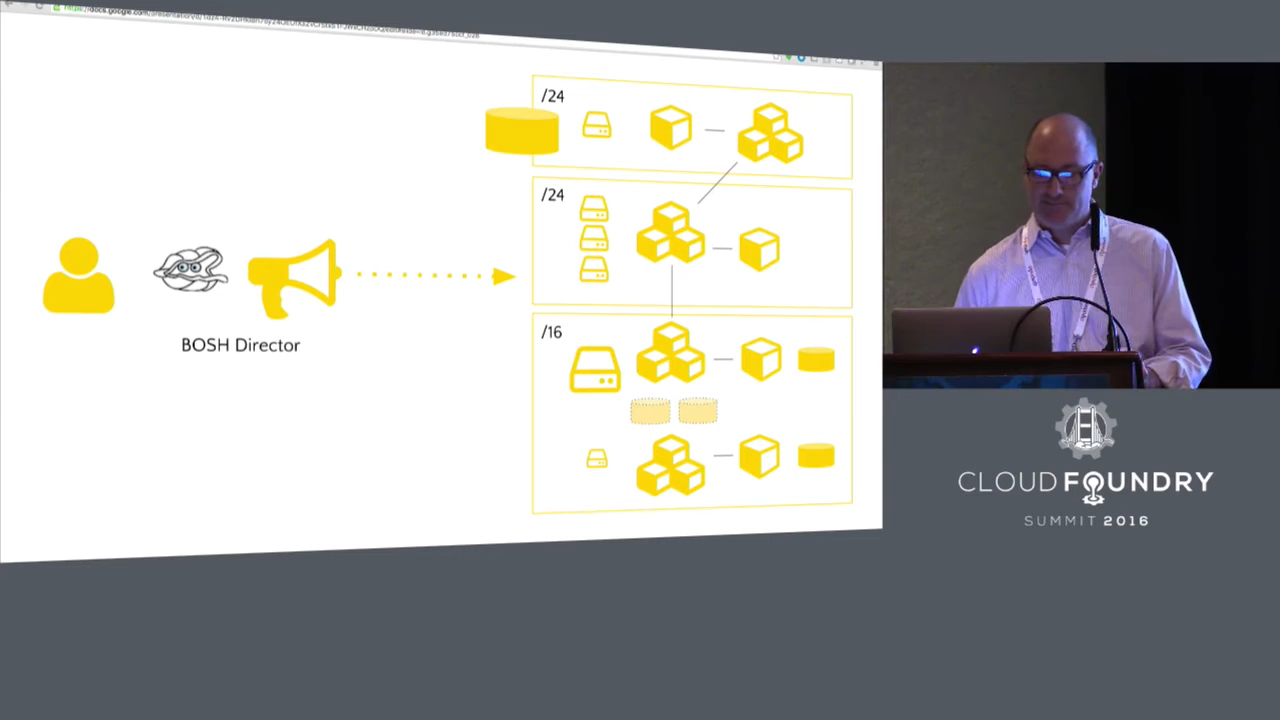 /24
/24
/16
BOSH Director
CLOUD FOUNDRY
SUMMIT 2016